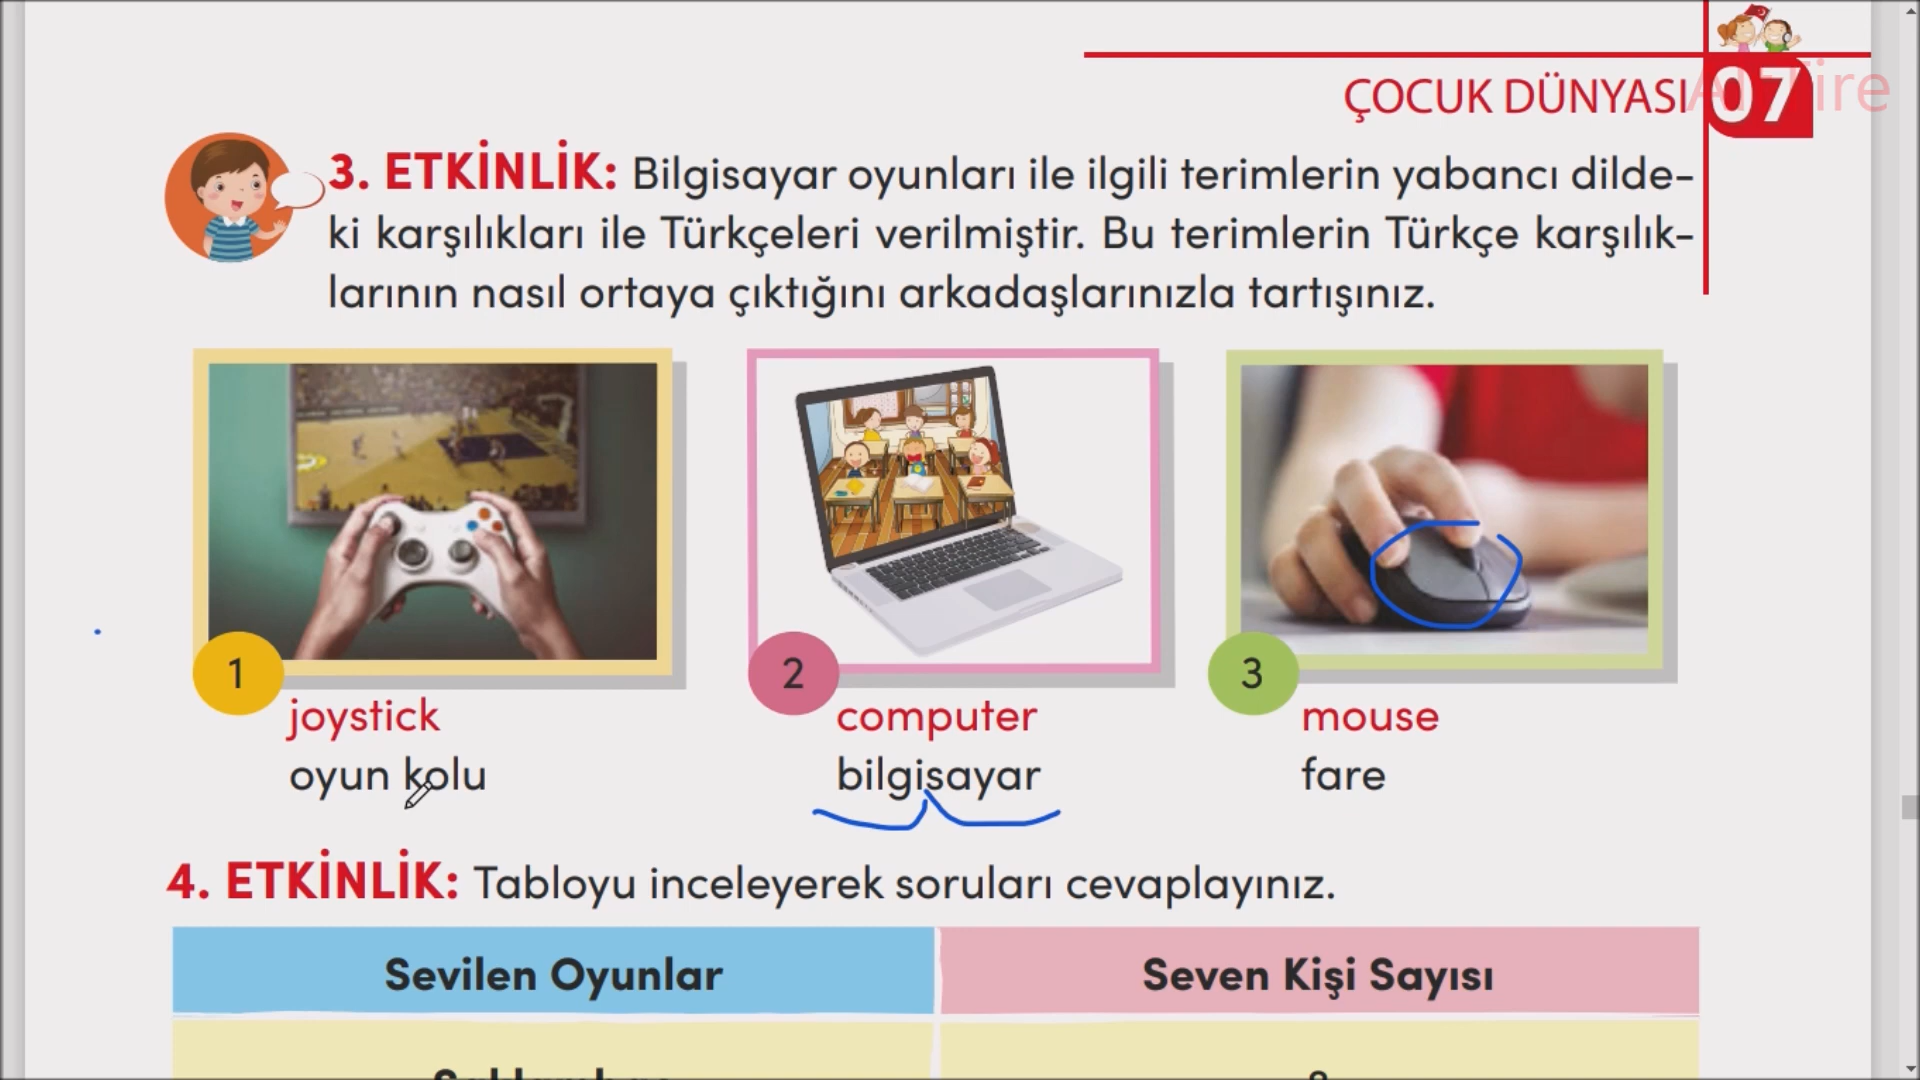 ÇOCUK DÜNYASI 07
3. ETKİNLİK: Bilgisayar oyunları ile ilgili terimlerin yabancı dilde-
ki karşılıkları ile Türkçeleri verilmiştir. Bu terimlerin Türkçe karşılık-
larının nasıl ortaya çıktığını arkadaşlarınızla tartışınız.
1
2
3
joystick
oyun kolu
computer
bilgisayar
mouse
fare
4. ETKİNLİK: Tabloyu inceleyerek soruları cevaplayınız.
Sevilen Oyunlar
Seven Kişi Sayısı